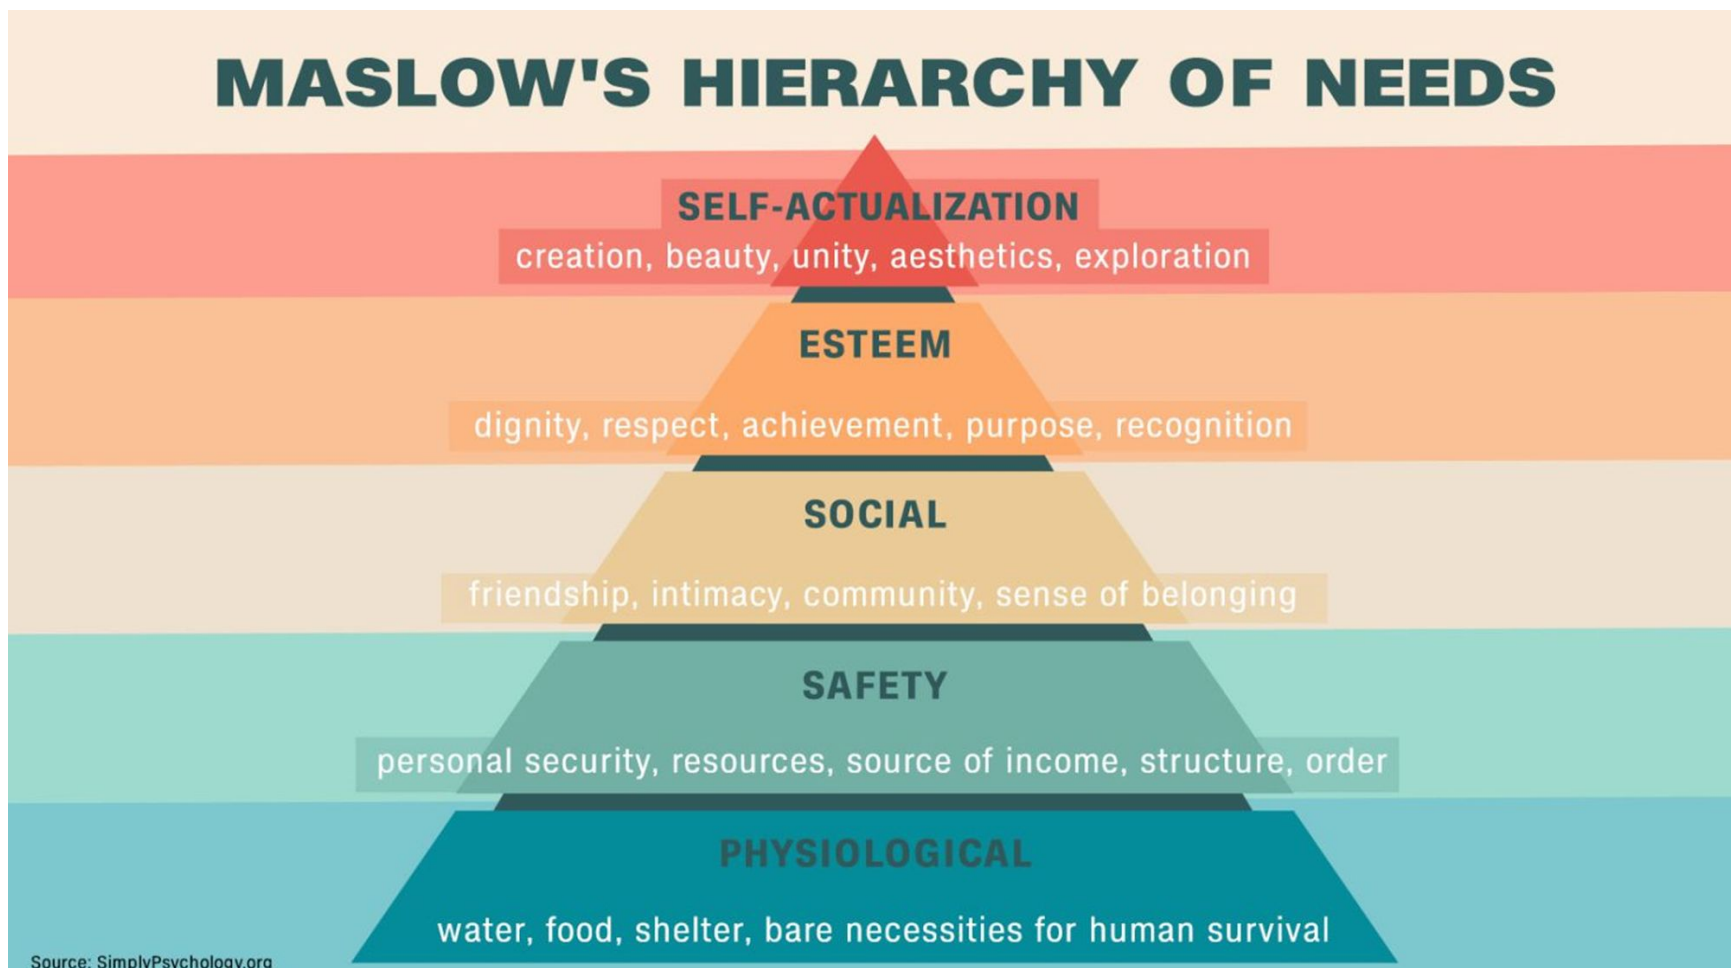 MASLOW'S HIERARCHY OF NEEDS
SELF-ACTUALIZATION
creation, beauty, unity, aesthetics, exploration
ESTEEM
dignity, respect, achievement, purpose, recognition
SOCIAL
friendship, intimacy, community, sense of belonging
SAFETY
personal security, resources, source of income, structure, order
PHYSIOLOGICAL
water, food, shelter, bare necessities for human survival
Source: SimplyPsychology.org